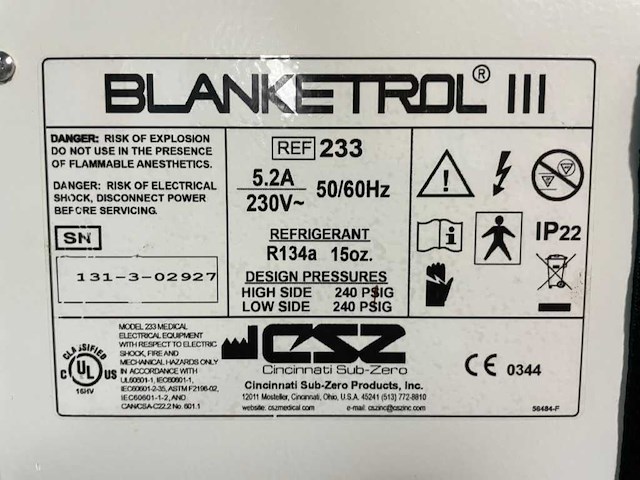 BLANKETROL® III
DANGER: RISK OF EXPLOSION
DO NOT USE IN THE PRESENCE
OF FLAMMABLE ANESTHETICS.
DANGER: RISK OF ELECTRICAL
SHOCK, DISCONNECT POWER
BEFORE SERVICING.
SN
131-3-02927
REF 233
5.2A
230V~
50/60Hz
REFRIGERANT
R134a 15oz.
DESIGN PRESSURES
HIGH SIDE 240 PSIG
LOW SIDE 240 PSIG
IP22
CLASSIFIED
C UL US
16HV
MODEL 233 MEDICAL
ELECTRICAL EQUIPMENT
WITH RESPECT TO ELECTRIC
SHOCK, FIRE AND
MECHANICAL HAZARDS ONLY
IN ACCORDANCE WITH
UL60601-1, IEC60601-1,
IEC60601-2-35, ASTM F2196-02,
IEC60601-1-2, AND
CAN/CSA-C22.2 No. 601.1
CSZ
Cincinnati Sub-Zero
Cincinnati Sub-Zero Products, Inc.
12011 Mosteller, Cincinnati, Ohio, U.S.A. 45241 (513) 772-8810
website: cszmedical.com e-mail: cszinc@cszinc.com
CE 0344
56484-F